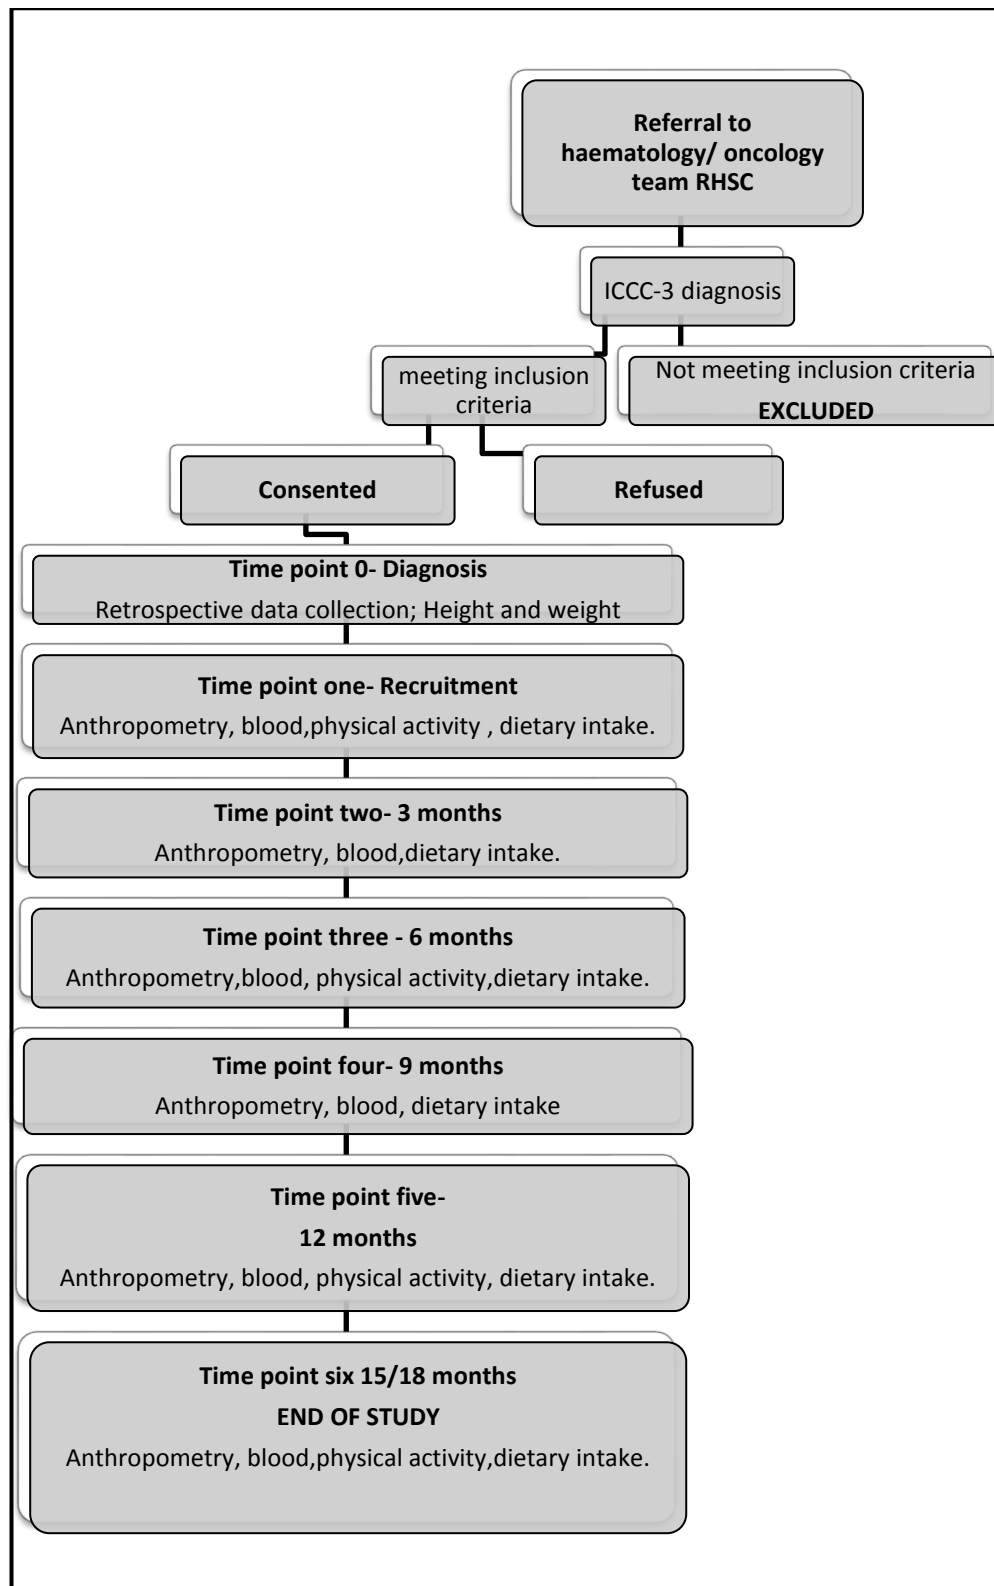 Referral to
haematology/ oncology
team RHSC
ICCC-3 diagnosis
meeting inclusion
criteria
Not meeting inclusion criteria
EXCLUDED
Consented
Refused
Time point 0- Diagnosis
Retrospective data collection; Height and weight
Time point one- Recruitment
Anthropometry, blood,physical activity , dietary intake.
Time point two- 3 months
Anthropometry, blood,dietary intake.
Time point three - 6 months
Anthropometry,blood, physical activity,dietary intake.
Time point four- 9 months
Anthropometry, blood, dietary intake
Time point five-
12 months
Anthropometry, blood, physical activity, dietary intake.
Time point six 15/18 months
END OF STUDY
Anthropometry, blood,physical activity,dietary intake.